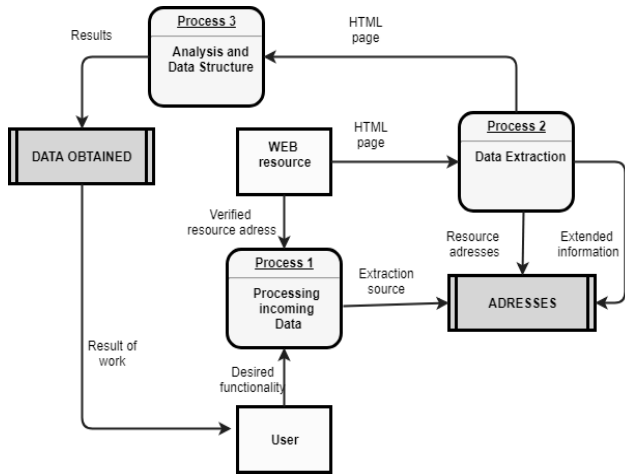 Process 3
Results
HTML
page
Analysis and
Data Structure
HTML
page
Process 2
DATA OBTAINED
WEB
resource
Data Extraction
Verified
resource adress
Resource
adresses
Extended
information
Process 1
Extraction
source
Processing
incoming
Data
ADRESSES
Result of
work
Desired
functionality
User